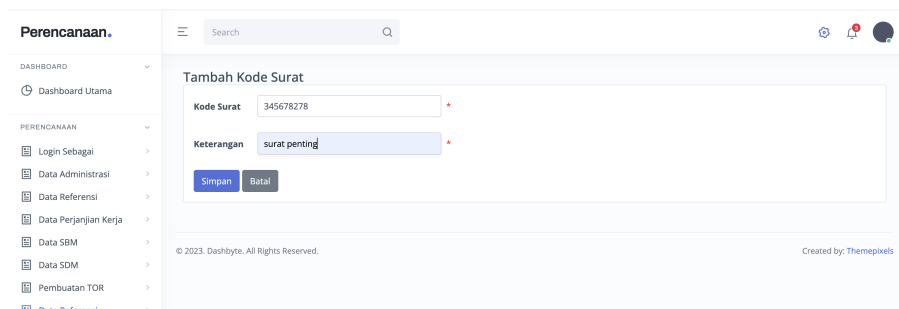 Perencanaan.
Search
3
DASHBOARD
Dashboard Utama
PERENCANAAN
Login Sebagai
Data Administrasi
Data Referensi
Data Perjanjian Kerja
Data SBM
Data SDM
Pembuatan TOR
Tambah Kode Surat
Kode Surat 345678278 *
Keterangan surat penting *
Simpan Batal
© 2023. Dashbyte. All Rights Reserved.
Created by: Themepixels